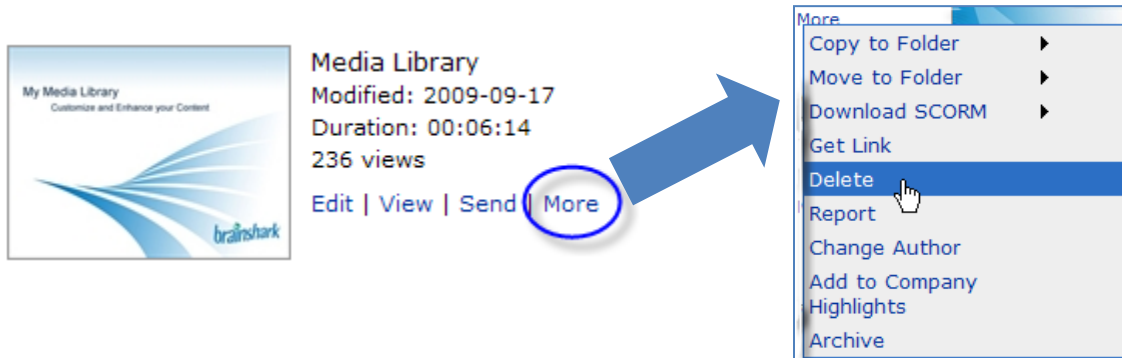 My Media Library
Customize and Enhance your Content
brainshark
Media Library
Modified: 2009-09-17
Duration: 00:06:14
236 views
Edit | View | Send | More
More
Copy to Folder
Move to Folder
Download SCORM
Get Link
Delete
Report
Change Author
Add to Company
Highlights
Archive